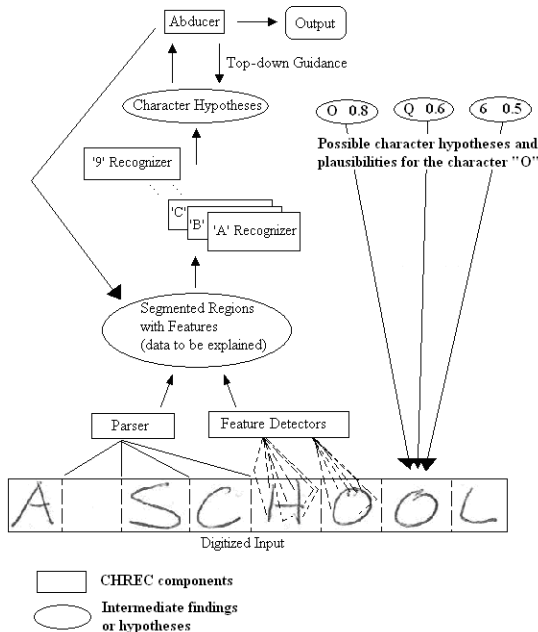 Abducer
Output
Top-down Guidance
Character Hypotheses
O 0.8
Q 0.6
6 0.5
Possible character hypotheses and
plausibilities for the character "O"
'9' Recognizer
'C'
'B'
'A' Recognizer
Segmented Regions
with Features
(data to be explained)
Parser
Feature Detectors
A SCHOOL
Digitized Input
CHREC components
Intermediate findings
or hypotheses